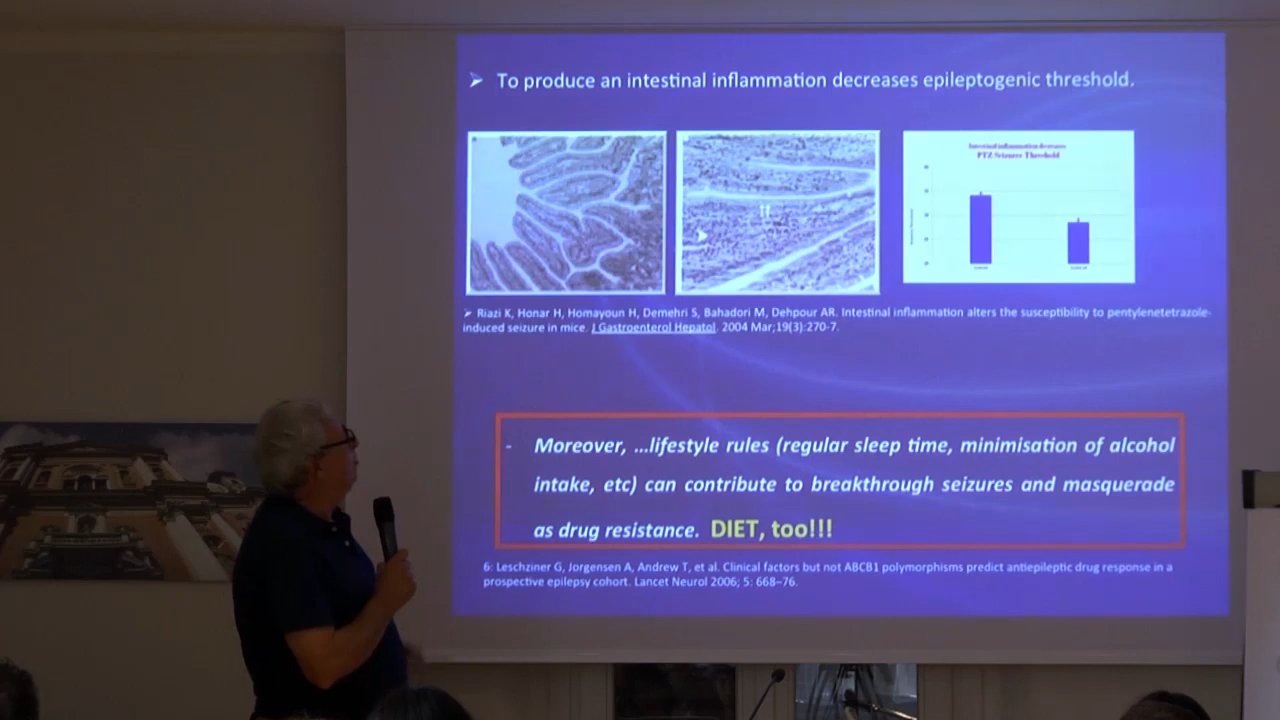 ➢ To produce an intestinal inflammation decreases epileptogenic threshold.
Intestinal inflammation decreases
PTZ Seizure Threshold
➢ Riazi K, Honar H, Homayoun H, Demehri S, Bahadori M, Dehpour AR. Intestinal inflammation alters the susceptibility to pentylenetetrazole-
induced seizure in mice. J Gastroenterol Hepatol. 2004 Mar;19(3):270-7.
- Moreover, ...lifestyle rules (regular sleep time, minimisation of alcohol
intake, etc) can contribute to breakthrough seizures and masquerade
as drug resistance. DIET, too!!!
6: Leschziner G, Jorgensen A, Andrew T, et al. Clinical factors but not ABCB1 polymorphisms predict antiepileptic drug response in a
prospective epilepsy cohort. Lancet Neurol 2006; 5: 668–76.